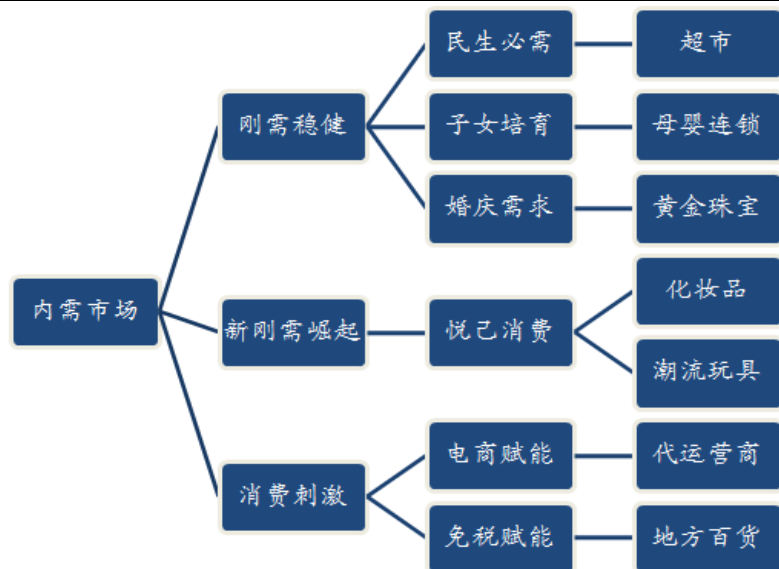 民生必需
超市
刚需稳健
子女培育
母婴连锁
婚庆需求
黄金珠宝
内需市场
新刚需崛起
悦己消费
化妆品
潮流玩具
消费刺激
电商赋能
代运营商
免税赋能
地方百货